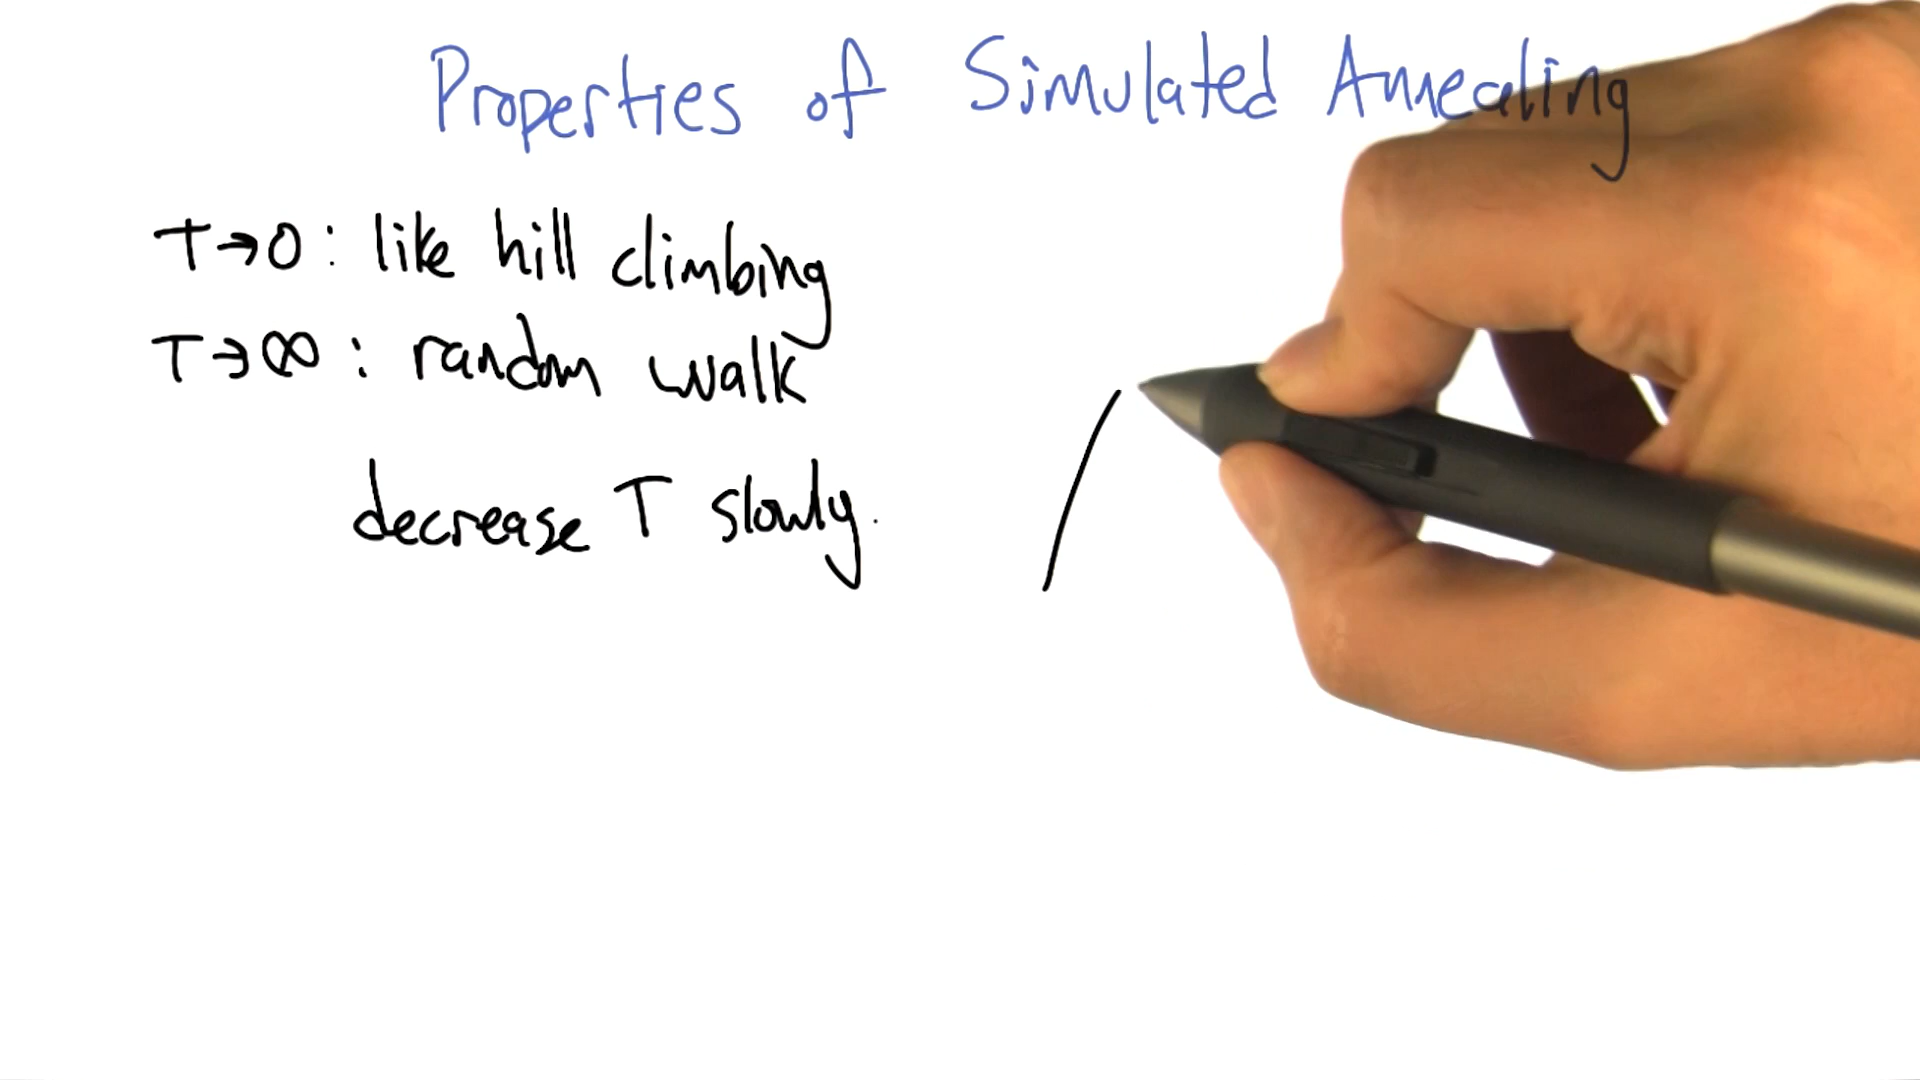 Properties of Simulated Annealing
T→0: like hill climbing
T→∞: random walk
decrease T slowly.